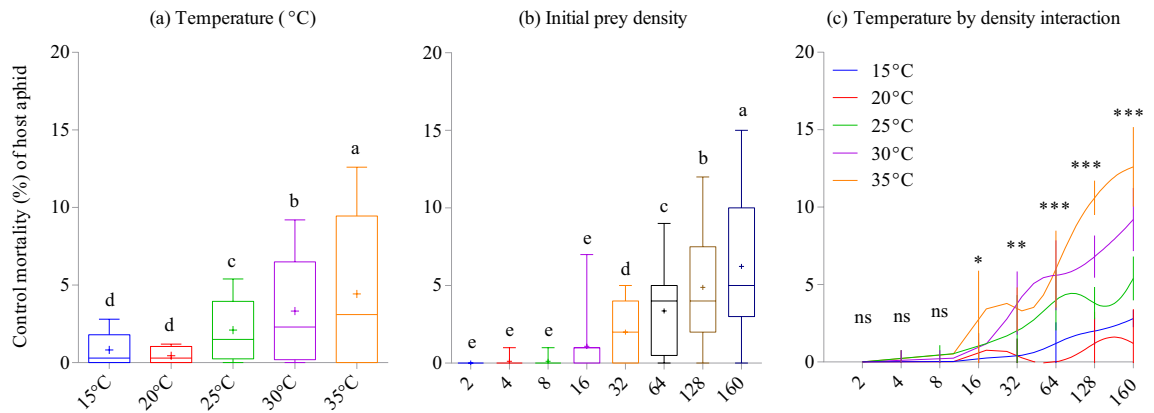 (a) Temperature (°C)
(b) Initial prey density
(c) Temperature by density interaction
Control mortality (%) of host aphid
20
15
10
5
0
d
d
c
b
a
15°C
20°C
25°C
30°C
35°C
20
15
10
5
0
e
e
e
e
d
c
b
a
2
4
8
16
32
64
128
160
20
15
10
5
0
15°C
20°C
25°C
30°C
35°C
ns
ns
ns
*
**
***
***
***
2
4
8
16
32
64
128
160